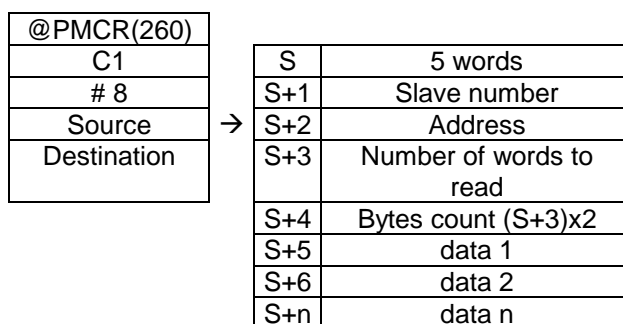 @PMCR(260)
C1
# 8
Source
Destination
→
S 5 words
S+1 Slave number
S+2 Address
S+3 Number of words to
read
S+4 Bytes count (S+3)x2
S+5 data 1
S+6 data 2
S+n data n